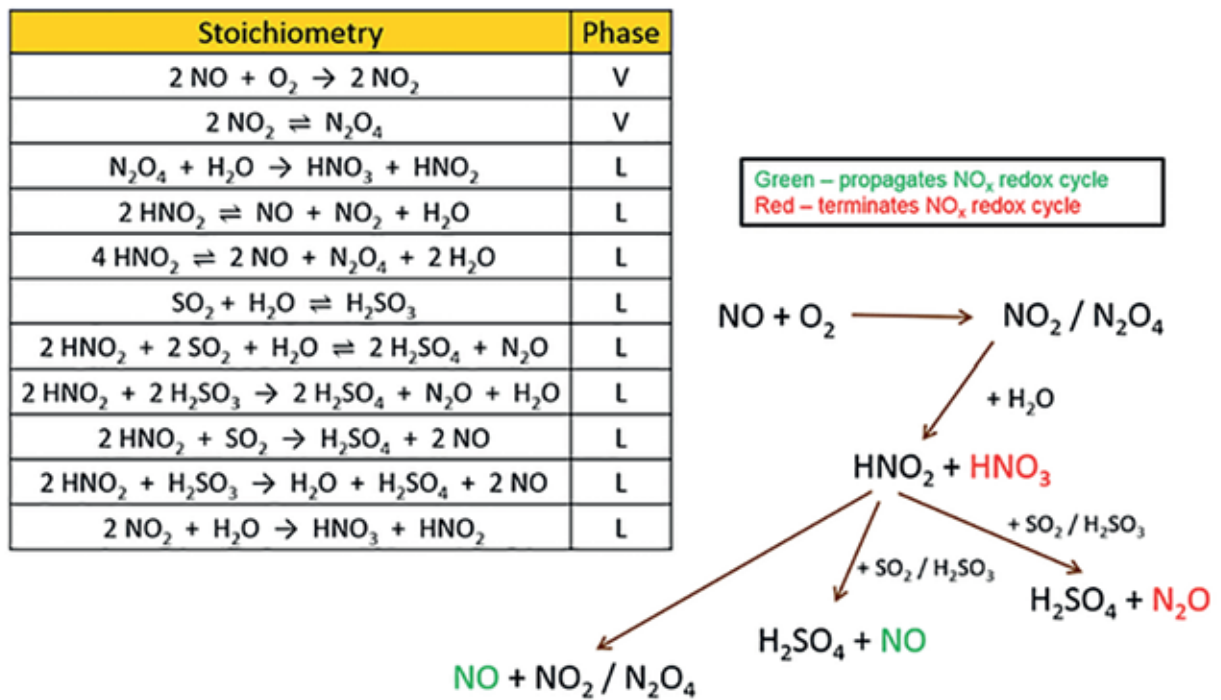 Stoichiometry Phase
2 NO + O₂ → 2 NO₂ V
2 NO₂ ⇌ N₂O₄ V
N₂O₄ + H₂O → HNO₃ + HNO₂ L
2 HNO₂ ⇌ NO + NO₂ + H₂O L
4 HNO₂ ⇌ 2 NO + N₂O₄ + 2 H₂O L
SO₂ + H₂O ⇌ H₂SO₃ L
2 HNO₂ + 2 SO₂ + H₂O ⇌ 2 H₂SO₄ + N₂O L
2 HNO₂ + 2 H₂SO₃ → 2 H₂SO₄ + N₂O + H₂O L
2 HNO₂ + SO₂ → H₂SO₄ + 2 NO L
2 HNO₂ + H₂SO₃ → H₂O + H₂SO₄ + 2 NO L
2 NO₂ + H₂O → HNO₃ + HNO₂ L
Green – propagates NOₓ redox cycle
Red – terminates NOₓ redox cycle
NO + O₂ NO₂ / N₂O₄
+ H₂O
HNO₂ + HNO₃
+ SO₂ / H₂SO₃
+ SO₂ / H₂SO₃
H₂SO₄ + N₂O
H₂SO₄ + NO
NO + NO₂ / N₂O₄